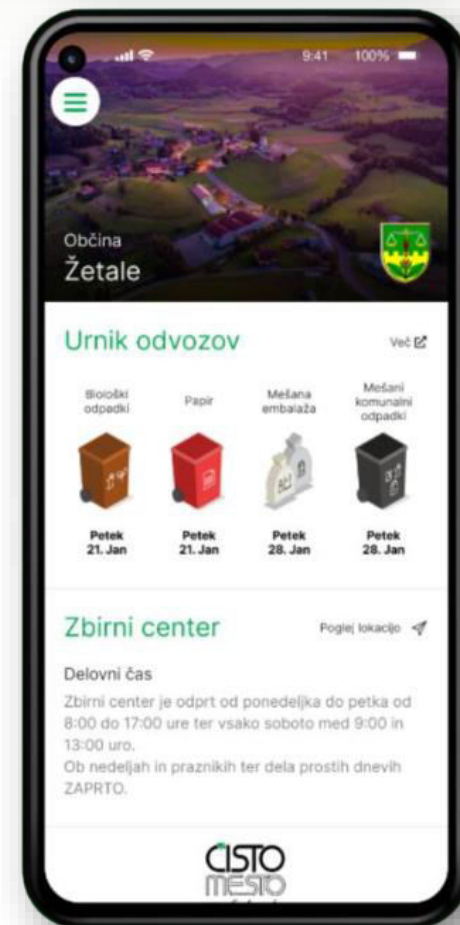 9:41 100%
Občina
Žetale
Urnik odvozov
Več
Biološki
odpadki
Papir
Mešana
embalaža
Mešani
komunalni
odpadki
Petek
21. Jan
Petek
21. Jan
Petek
28. Jan
Petek
28. Jan
Zbirni center
Poglej lokacijo
Delovni čas
Zbirni center je odprt od ponedeljka do petka od
8:00 do 17:00 ure ter vsako soboto med 9:00 in
13:00 uro.
Ob nedeljah in praznikih ter dela prostih dnevih
ZAPRTO.
ČISTO
MESTO